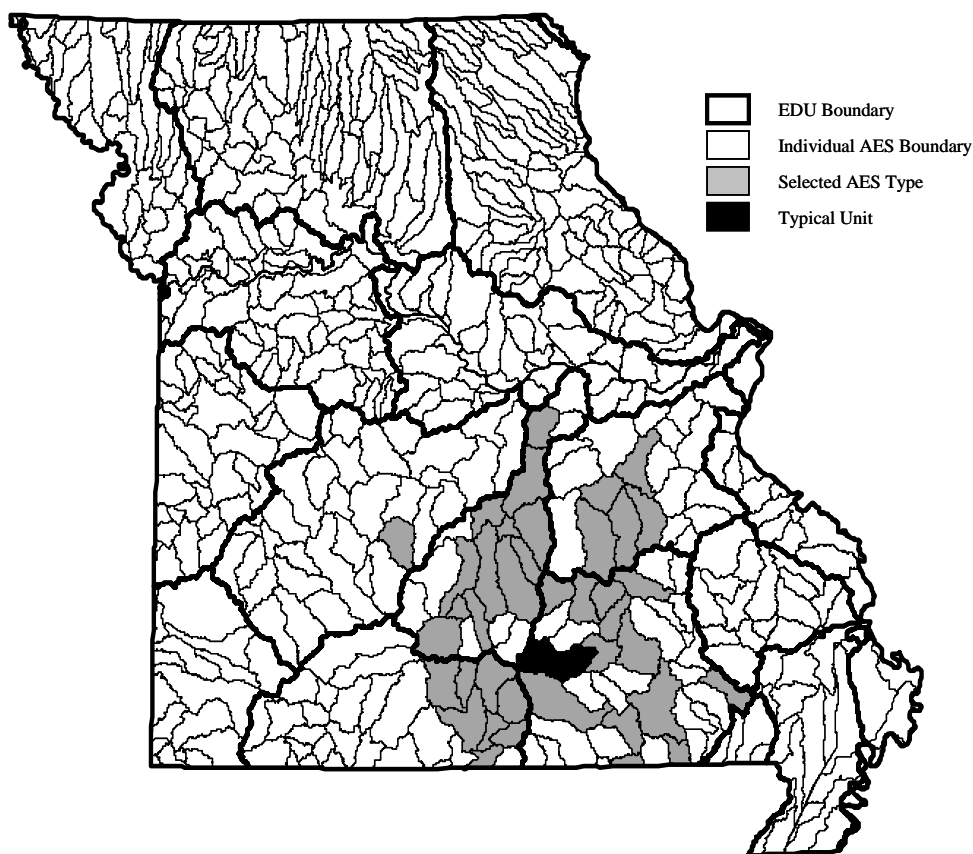 EDU Boundary
Individual AES Boundary
Selected AES Type
Typical Unit